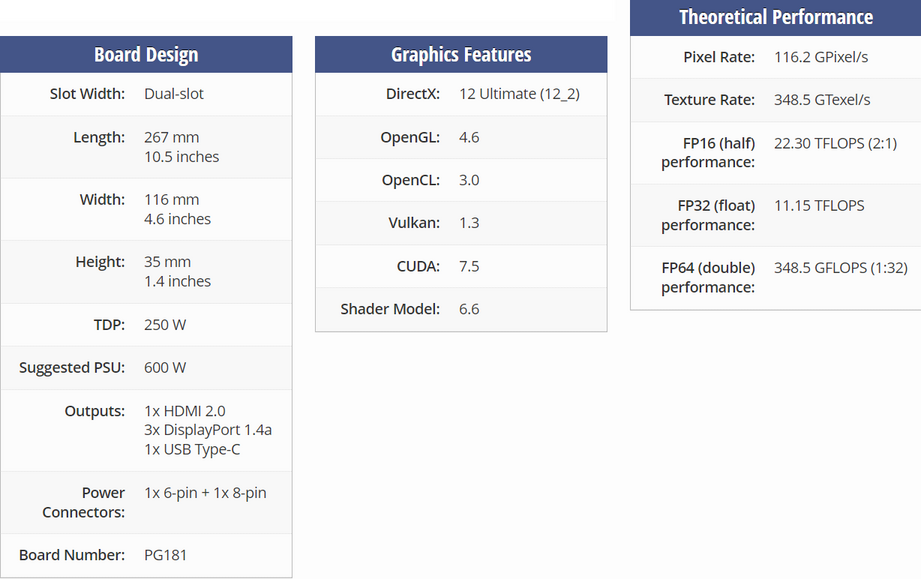 Board Design
Slot Width: Dual-slot
Length: 267 mm
10.5 inches
Width: 116 mm
4.6 inches
Height: 35 mm
1.4 inches
TDP: 250 W
Suggested PSU: 600 W
Outputs: 1x HDMI 2.0
3x DisplayPort 1.4a
1x USB Type-C
Power 1x 6-pin + 1x 8-pin
Connectors:
Board Number: PG181
Graphics Features
DirectX: 12 Ultimate (12_2)
OpenGL: 4.6
OpenCL: 3.0
Vulkan: 1.3
CUDA: 7.5
Shader Model: 6.6
Theoretical Performance
Pixel Rate: 116.2 GPixel/s
Texture Rate: 348.5 GTexel/s
FP16 (half) 22.30 TFLOPS (2:1)
performance:
FP32 (float) 11.15 TFLOPS
performance:
FP64 (double) 348.5 GFLOPS (1:32)
performance: